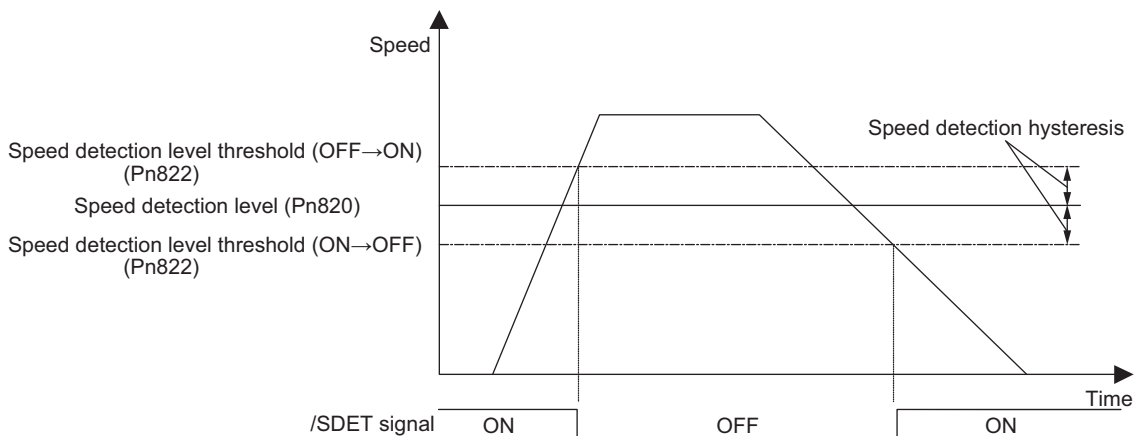 Speed
Speed detection hysteresis
Speed detection level threshold (OFF→ON)
(Pn822)
Speed detection level (Pn820)
Speed detection level threshold (ON→OFF)
(Pn822)
Time
/SDET signal
ON
OFF
ON